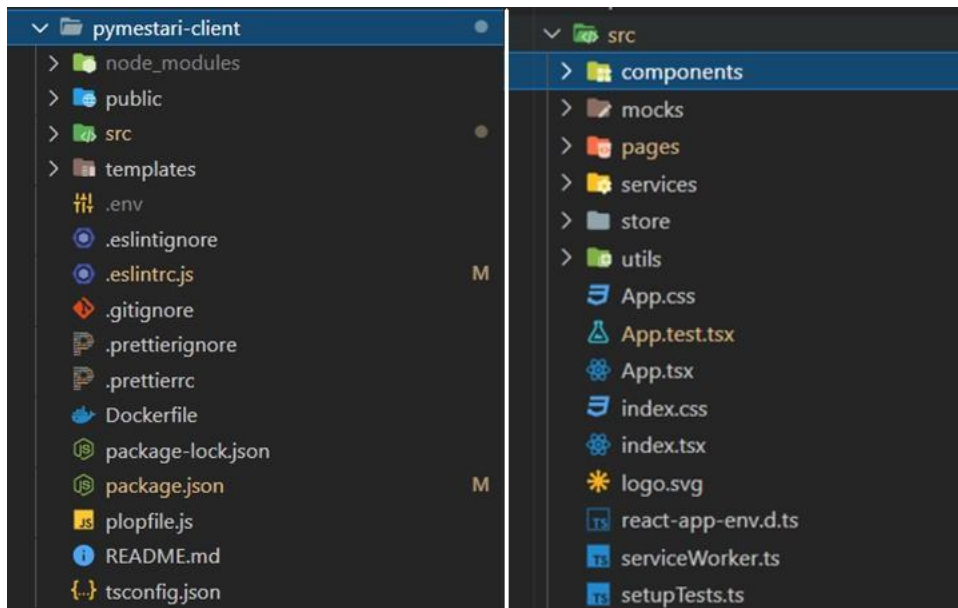 pymestari-client
node_modules
public
src
templates
.env
.eslintignore
.eslintrc.js M
.gitignore
.prettierignore
.prettierrc
Dockerfile
package-lock.json
package.json M
plopfile.js
README.md
tsconfig.json
src
components
mocks
pages
services
store
utils
App.css
App.test.tsx
App.tsx
index.css
index.tsx
logo.svg
react-app-env.d.ts
serviceWorker.ts
setupTests.ts